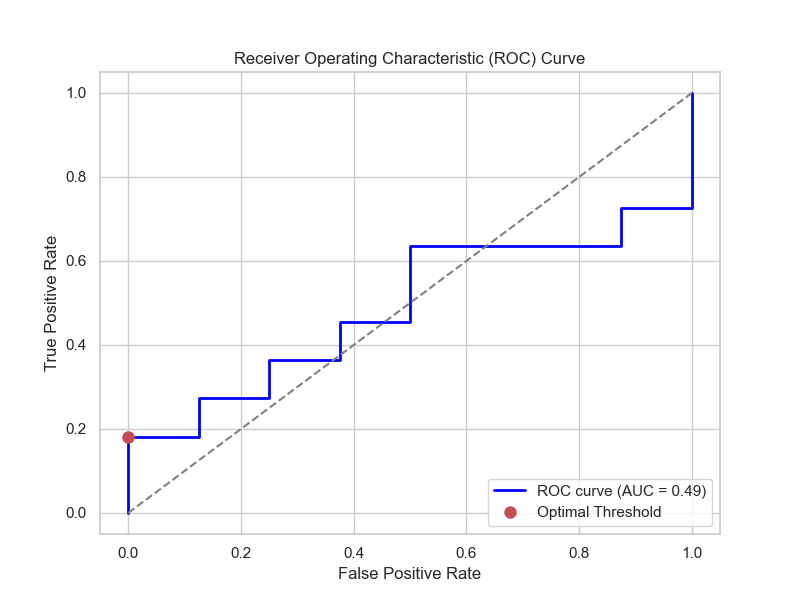 Receiver Operating Characteristic (ROC) Curve
1.0
0.8
0.6
0.4
0.2
0.0
True Positive Rate
0.0 0.2 0.4 0.6 0.8 1.0
False Positive Rate
ROC curve (AUC = 0.49)
Optimal Threshold